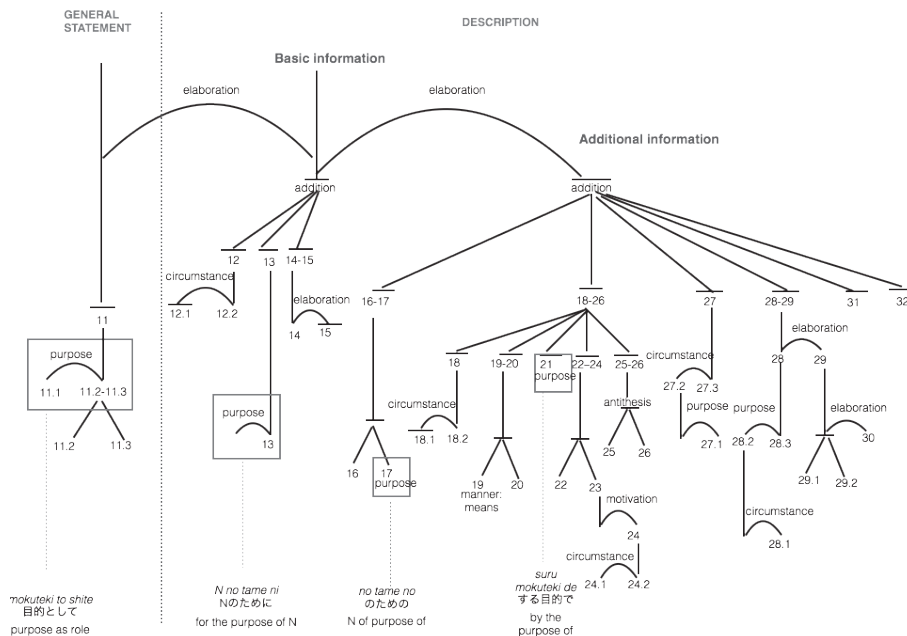 GENERAL
STATEMENT
DESCRIPTION
Basic information
elaboration
elaboration
Additional information
addition
addition
12
13
14-15
circumstance
12.1
12.2
elaboration
14
15
16-17
18-26
27
28-29
31
32
11
purpose
11.1
11.2-11.3
11.2
11.3
purpose
13
18
19-20
21
purpose
22–24
25-26
circumstance
18.1
18.2
antithesis
25
26
16
17
purpose
19
manner:
means
20
22
23
motivation
24
circumstance
24.1
24.2
circumstance
27.2
27.3
purpose
27.1
elaboration
28
29
purpose
28.2
28.3
elaboration
30
29.1
29.2
circumstance
28.1
mokuteki to shite
目的として
purpose as role
N no tame ni
Nのために
for the purpose of N
no tame no
のための
N of purpose of
suru
mokuteki de
する目的で
by the
purpose of